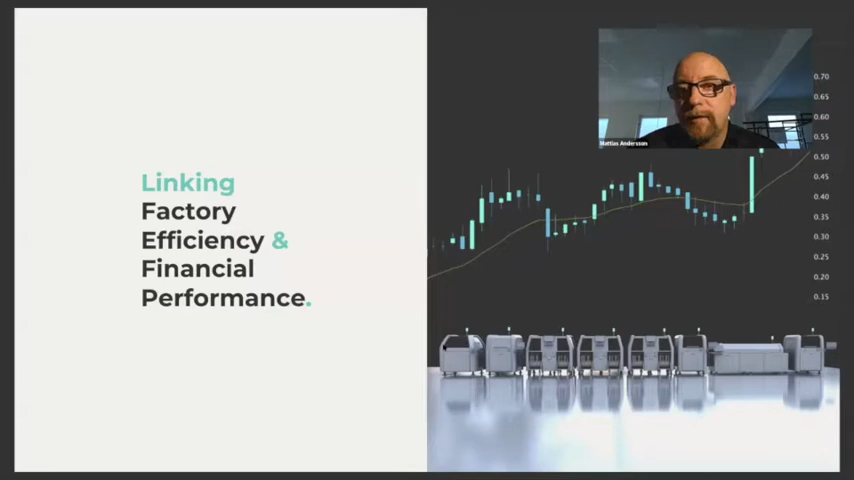 Linking
Factory
Efficiency &
Financial
Performance.
Mattias Andersson
0.70
0.65
0.60
0.55
0.50
0.45
0.40
0.35
0.30
0.25
0.20
0.15